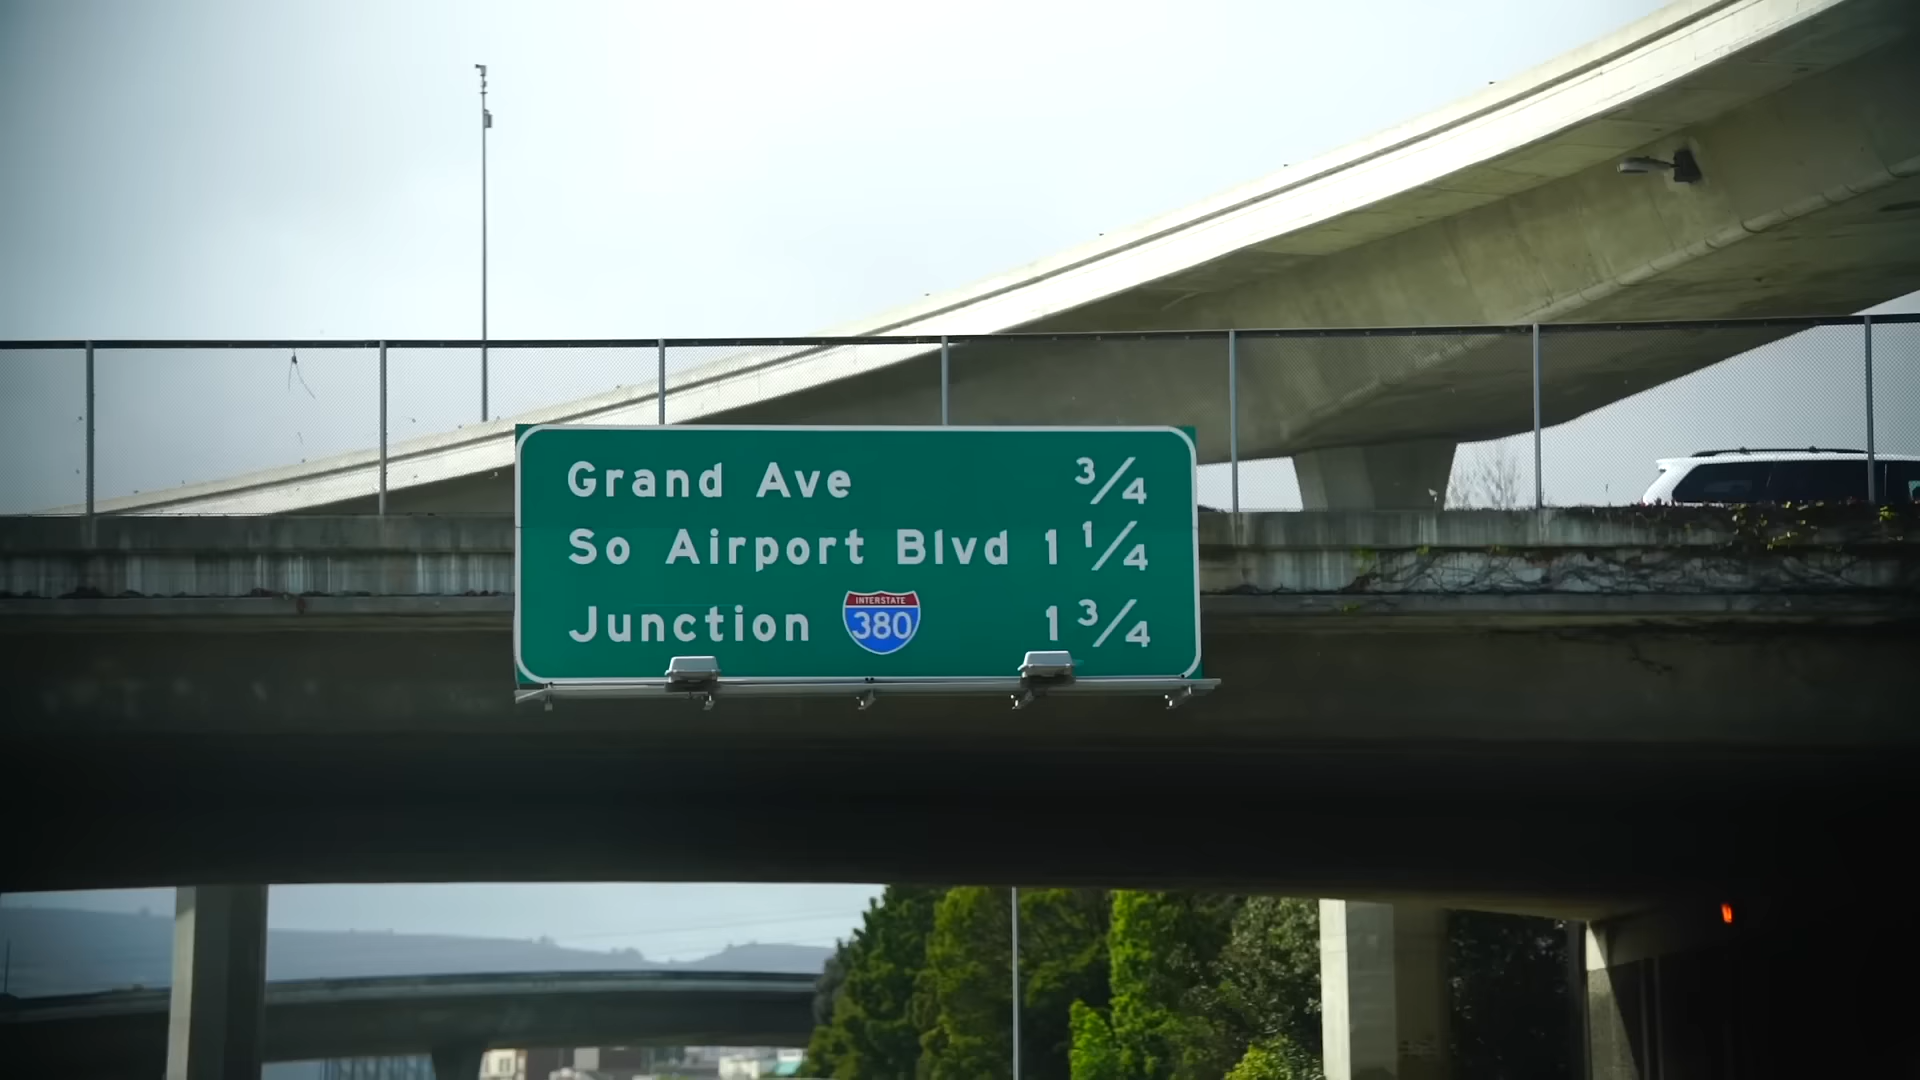 Grand Ave 3/4
So Airport Blvd 1 1/4
Junction INTERSTATE 380 1 3/4